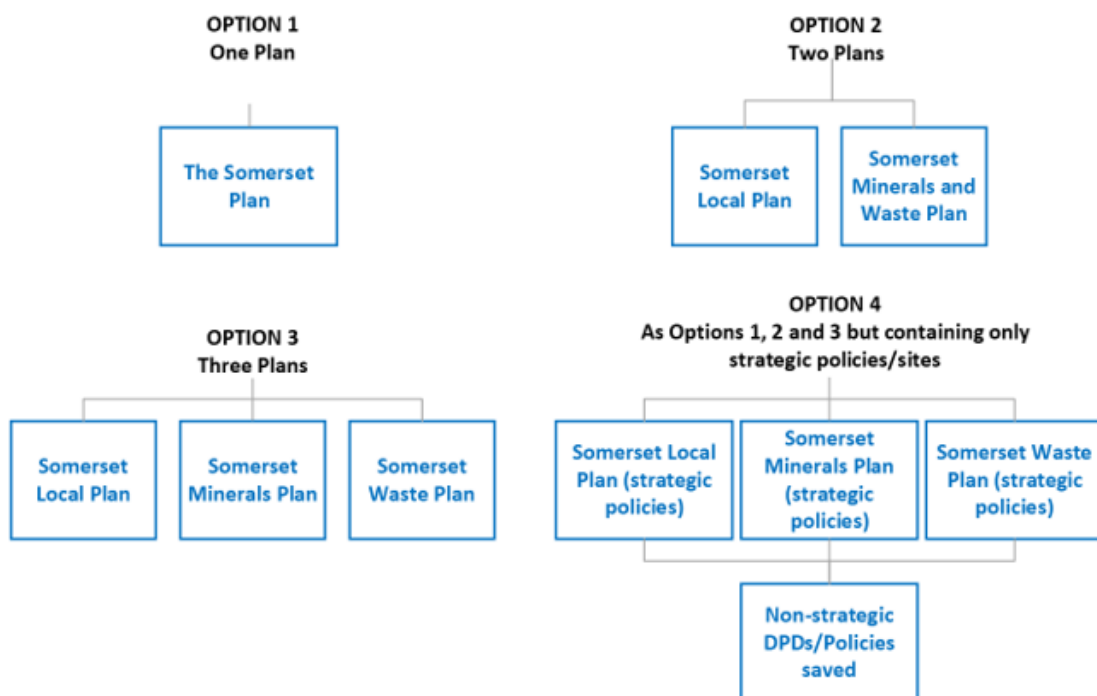 OPTION 1
One Plan
The Somerset
Plan
OPTION 2
Two Plans
Somerset
Local Plan
Somerset
Minerals and
Waste Plan
OPTION 3
Three Plans
Somerset
Local Plan
Somerset
Minerals Plan
Somerset
Waste Plan
OPTION 4
As Options 1, 2 and 3 but containing only
strategic policies/sites
Somerset Local
Plan (strategic
policies)
Somerset
Minerals Plan
(strategic
policies)
Somerset Waste
Plan (strategic
policies)
Non-strategic
DPDs/Policies
saved